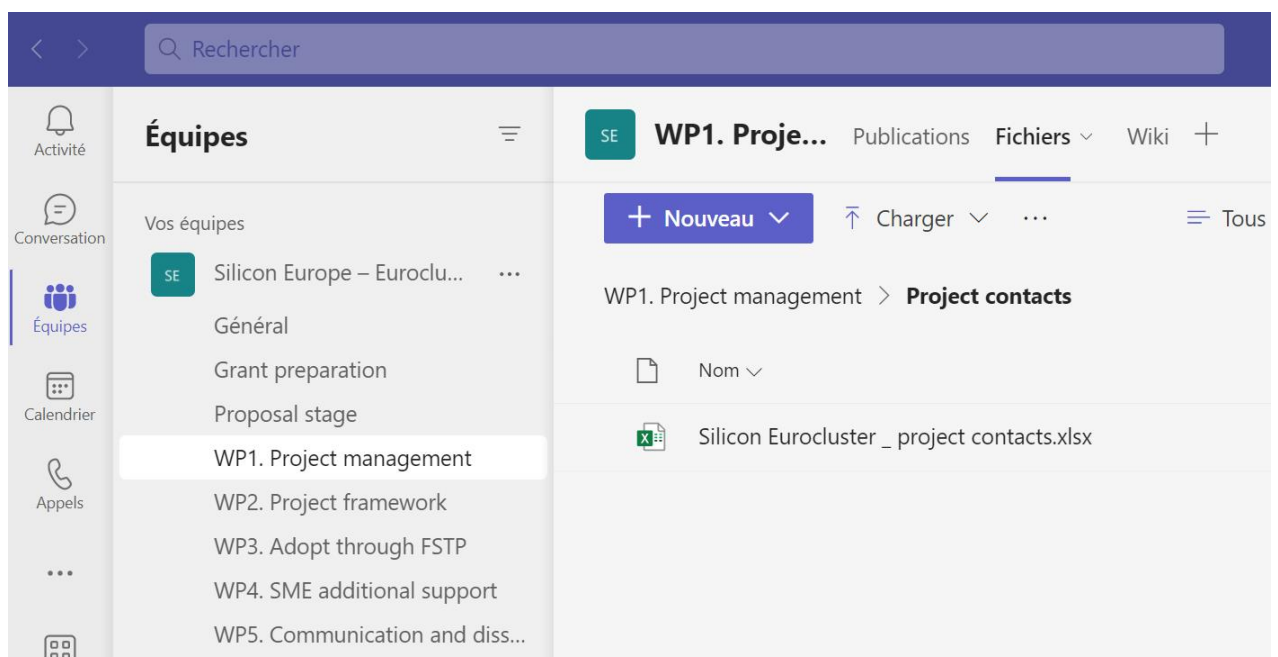 Rechercher
Activité
Conversation
Équipes
Calendrier
Appels
Équipes
Vos équipes
SE Silicon Europe – Euroclu...
Général
Grant preparation
Proposal stage
WP1. Project management
WP2. Project framework
WP3. Adopt through FSTP
WP4. SME additional support
WP5. Communication and diss...
SE WP1. Proje... Publications Fichiers Wiki
Nouveau Charger ... Tous
WP1. Project management > Project contacts
Nom
Silicon Eurocluster _ project contacts.xlsx